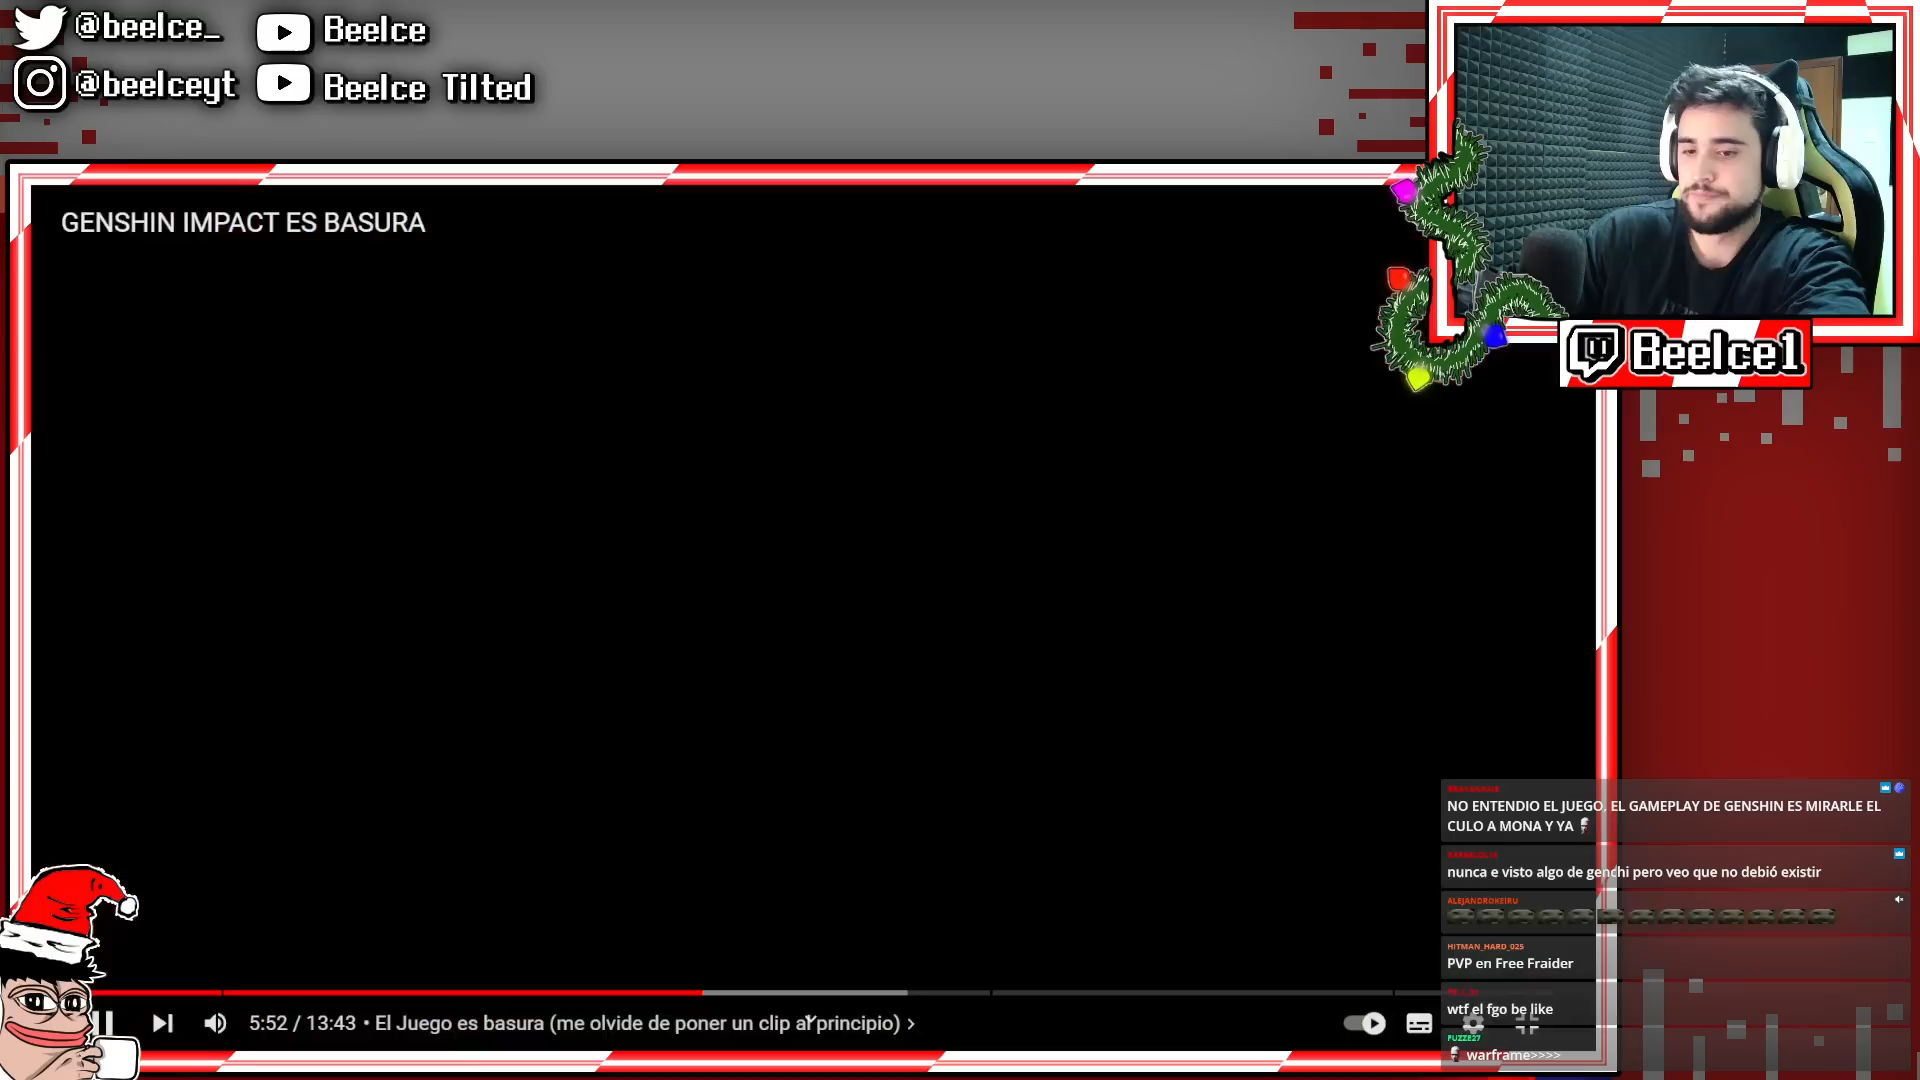 @beelce_
Beelce
@beelceyt
Beelce Tilted
GENSHIN IMPACT ES BASURA
Beelce1
NO ENTENDIO EL JUEGO, EL GAMEPLAY DE GENSHIN ES MIRARLE EL
CULO A MONA Y YA
nunca e visto algo de genchi pero veo que no debió existir
ALEJANDROKEIRU
HITMAN_HARD_025
PVP en Free Fraider
wtf el fgo be like
FUZZE27
warframe>>>>
5:52 / 13:43 • El Juego es basura (me olvide de poner un clip al principio) >